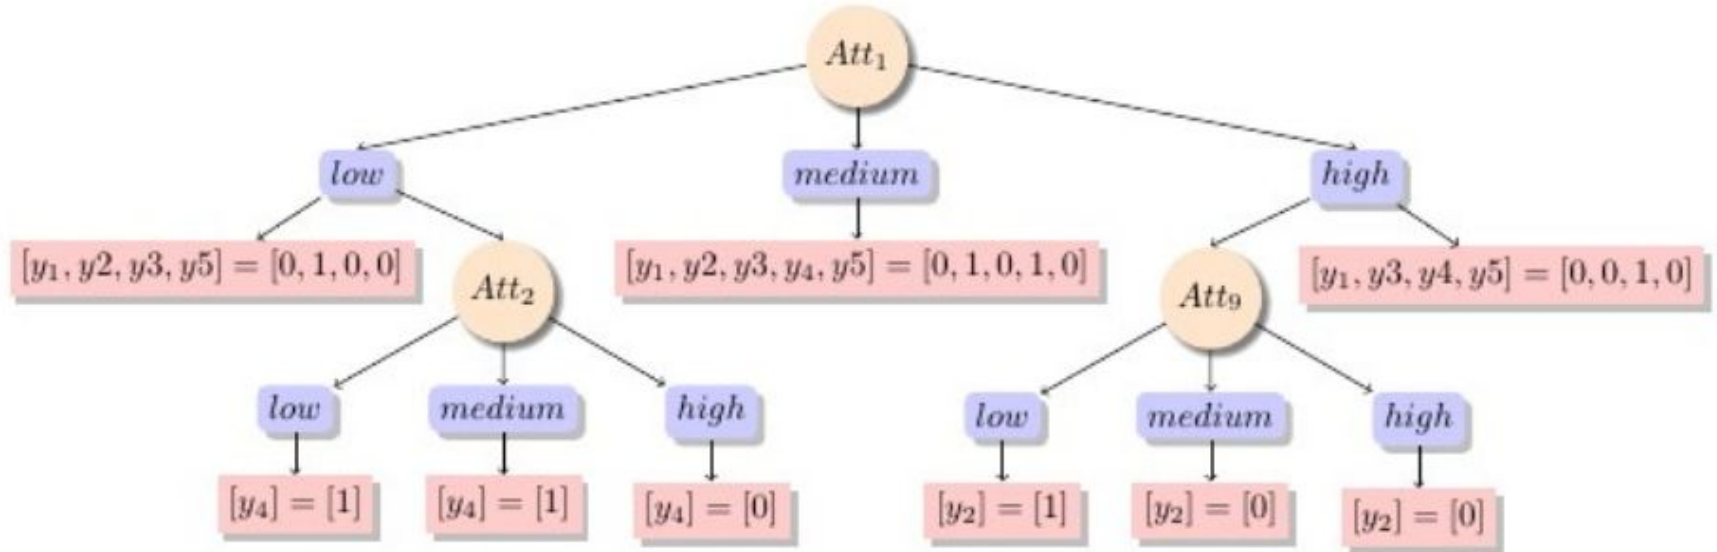 Att₁
low
medium
high
[y₁, y2, y3, y5] = [0, 1, 0, 0]
[y₁, y2, y3, y₄, y5] = [0, 1, 0, 1, 0]
[y₁, y3, y4, y5] = [0, 0, 1, 0]
Att₂
Att₉
low
medium
high
low
medium
high
[y₄] = [1]
[y₄] = [1]
[y₄] = [0]
[y₂] = [1]
[y₂] = [0]
[y₂] = [0]